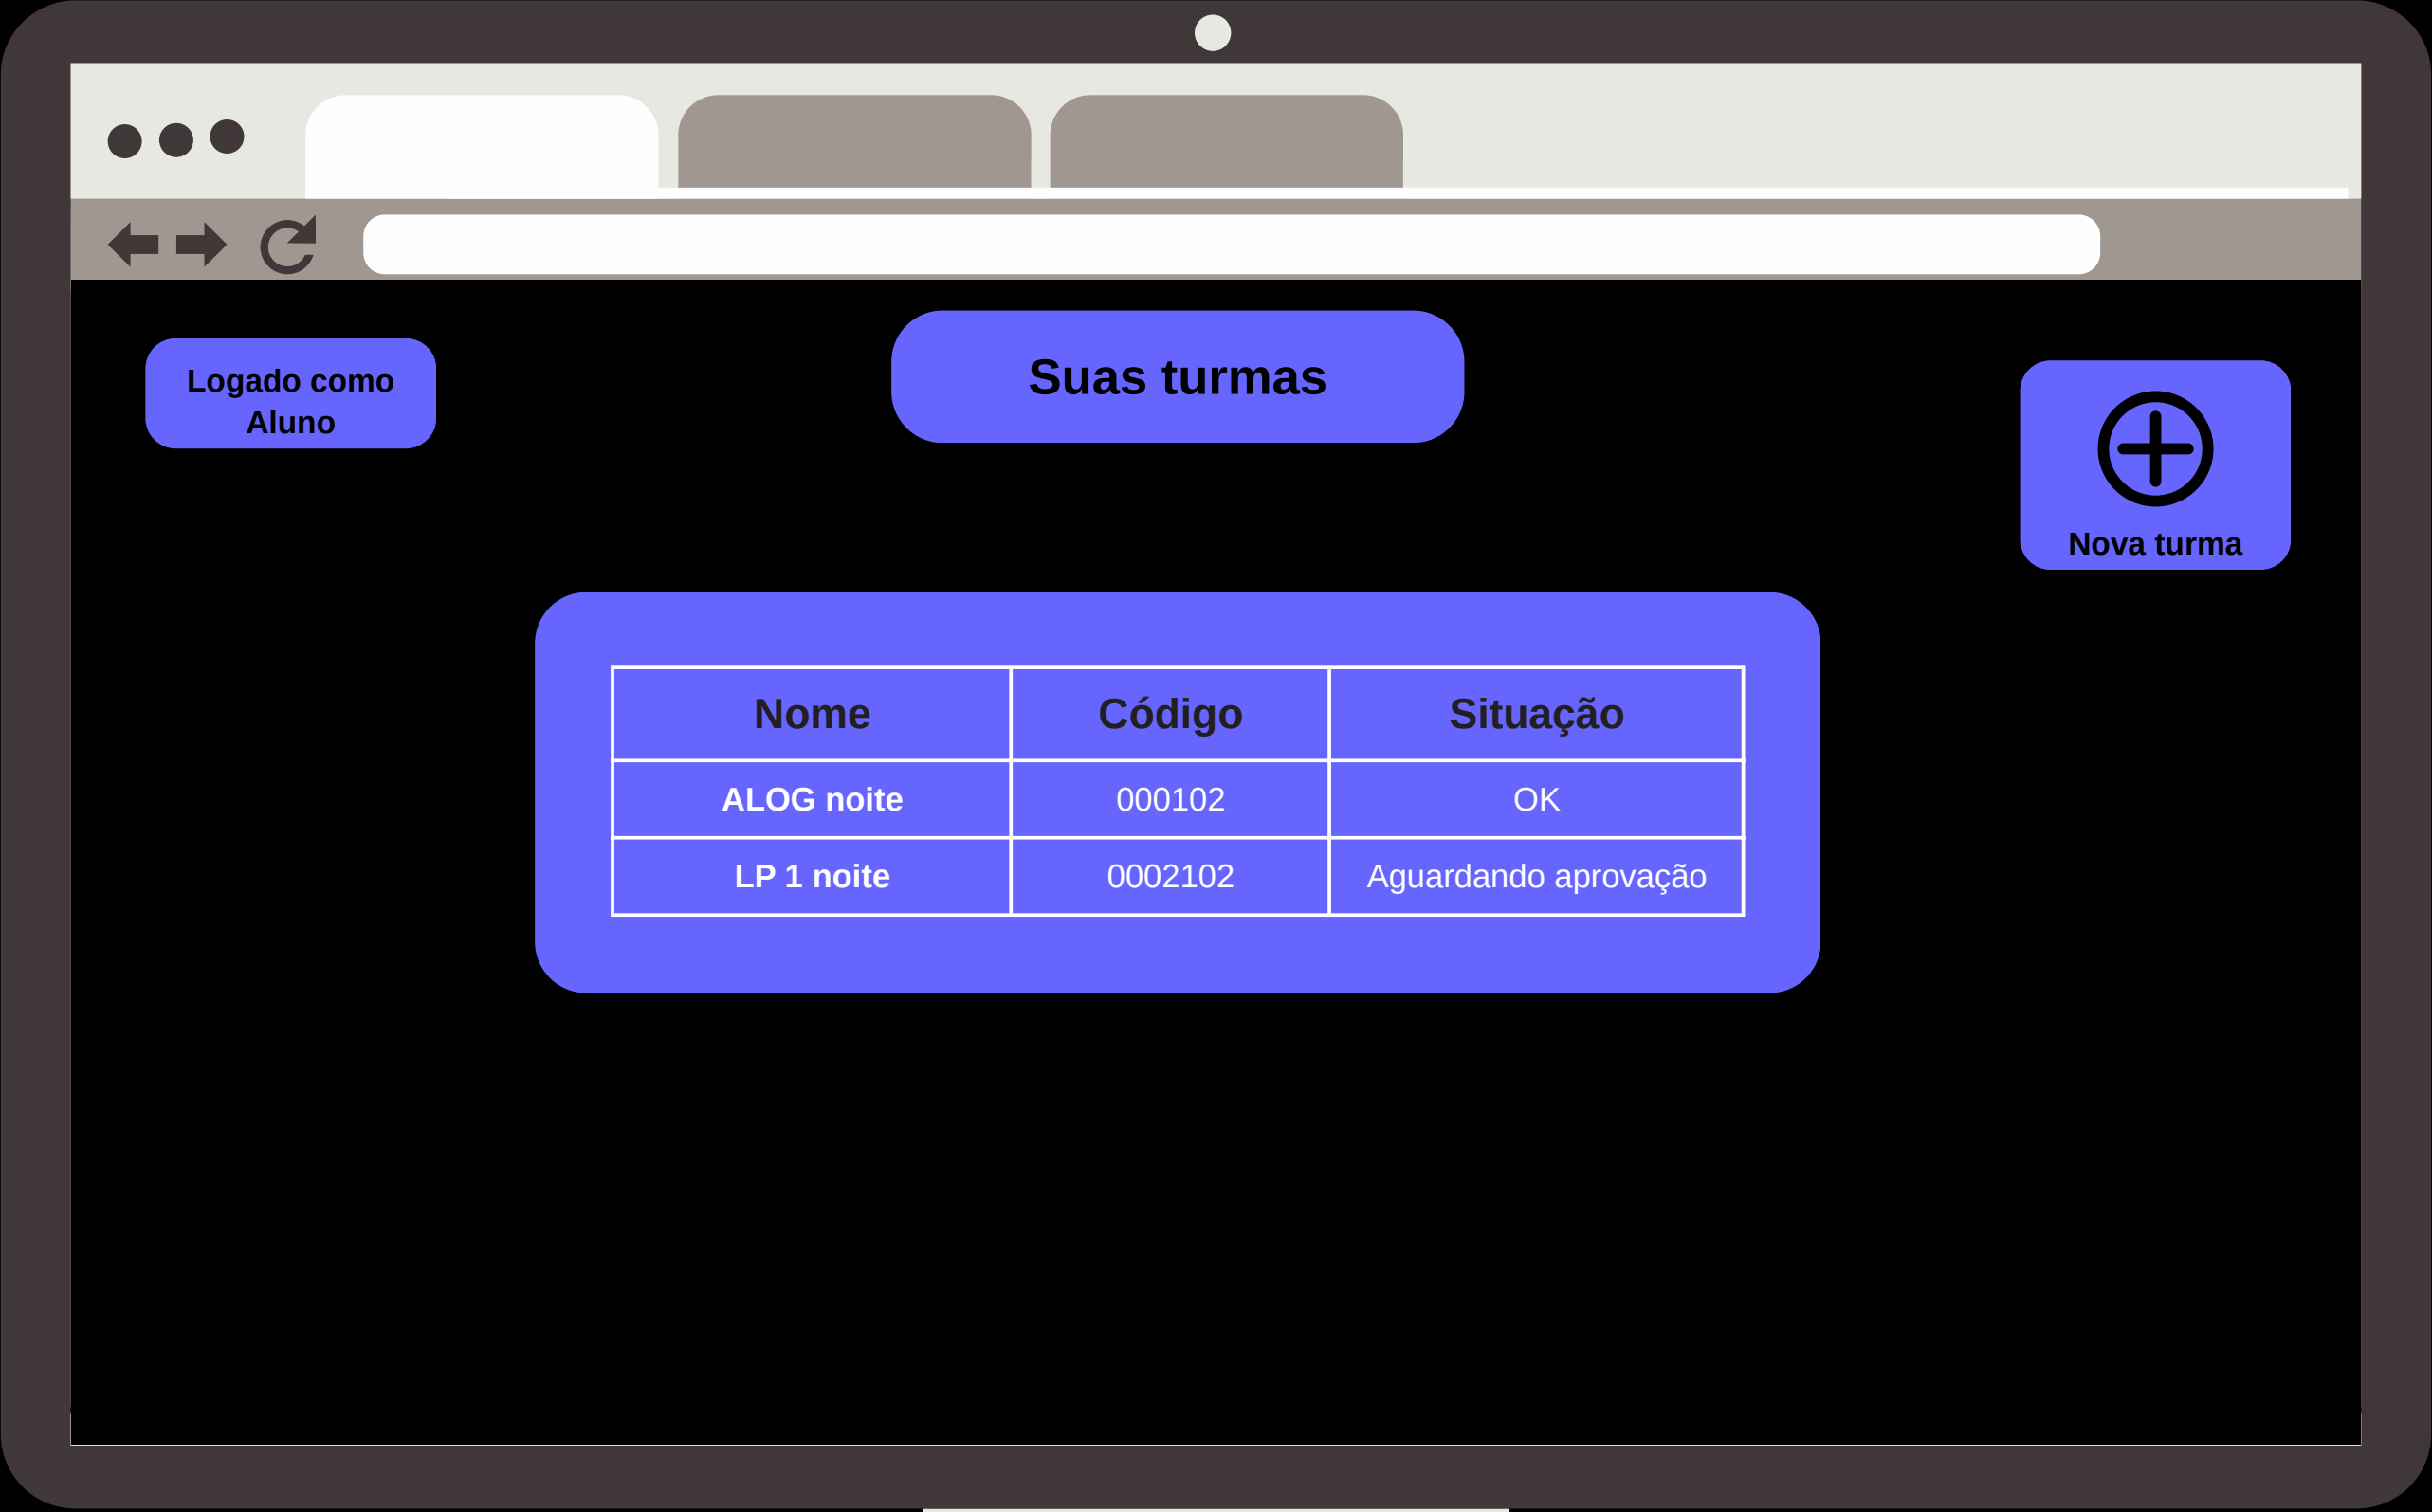 Suas turmas
Logado como
Aluno
Nova turma
Nome Código Situação
ALOG noite 000102 OK
LP 1 noite 0002102 Aguardando aprovação